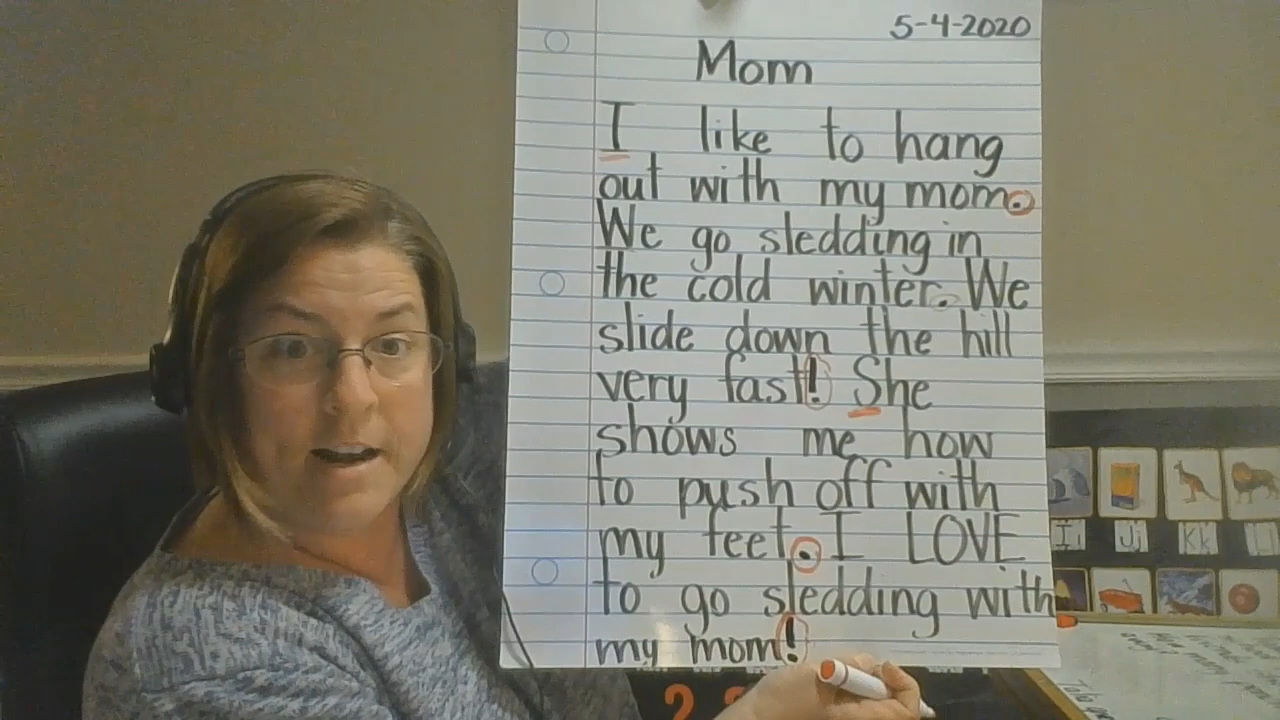 5-4-2020
Mom
I like to hang
out with my mom.
We go sledding in
the cold winter. We
slide down the hill
very fast! She
shows me how
to push off with
my feet. I LOVE
to go sledding with
my mom!
Ii Jj Kk Ll
2